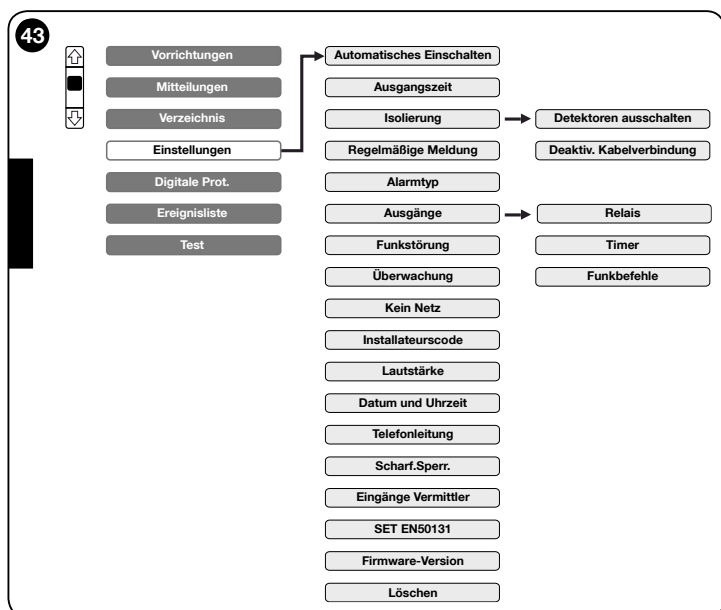 43
Vorrichtungen
Mitteilungen
Verzeichnis
Einstellungen
Digitale Prot.
Ereignisliste
Test
Automatisches Einschalten
Ausgangszeit
Isolierung
Regelmäßige Meldung
Alarmtyp
Ausgänge
Funkstörung
Überwachung
Kein Netz
Installateurscode
Lautstärke
Datum und Uhrzeit
Telefonleitung
Scharf.Sperr.
Eingänge Vermittler
SET EN50131
Firmware-Version
Löschen
Detektoren ausschalten
Deaktiv. Kabelverbindung
Relais
Timer
Funkbefehle